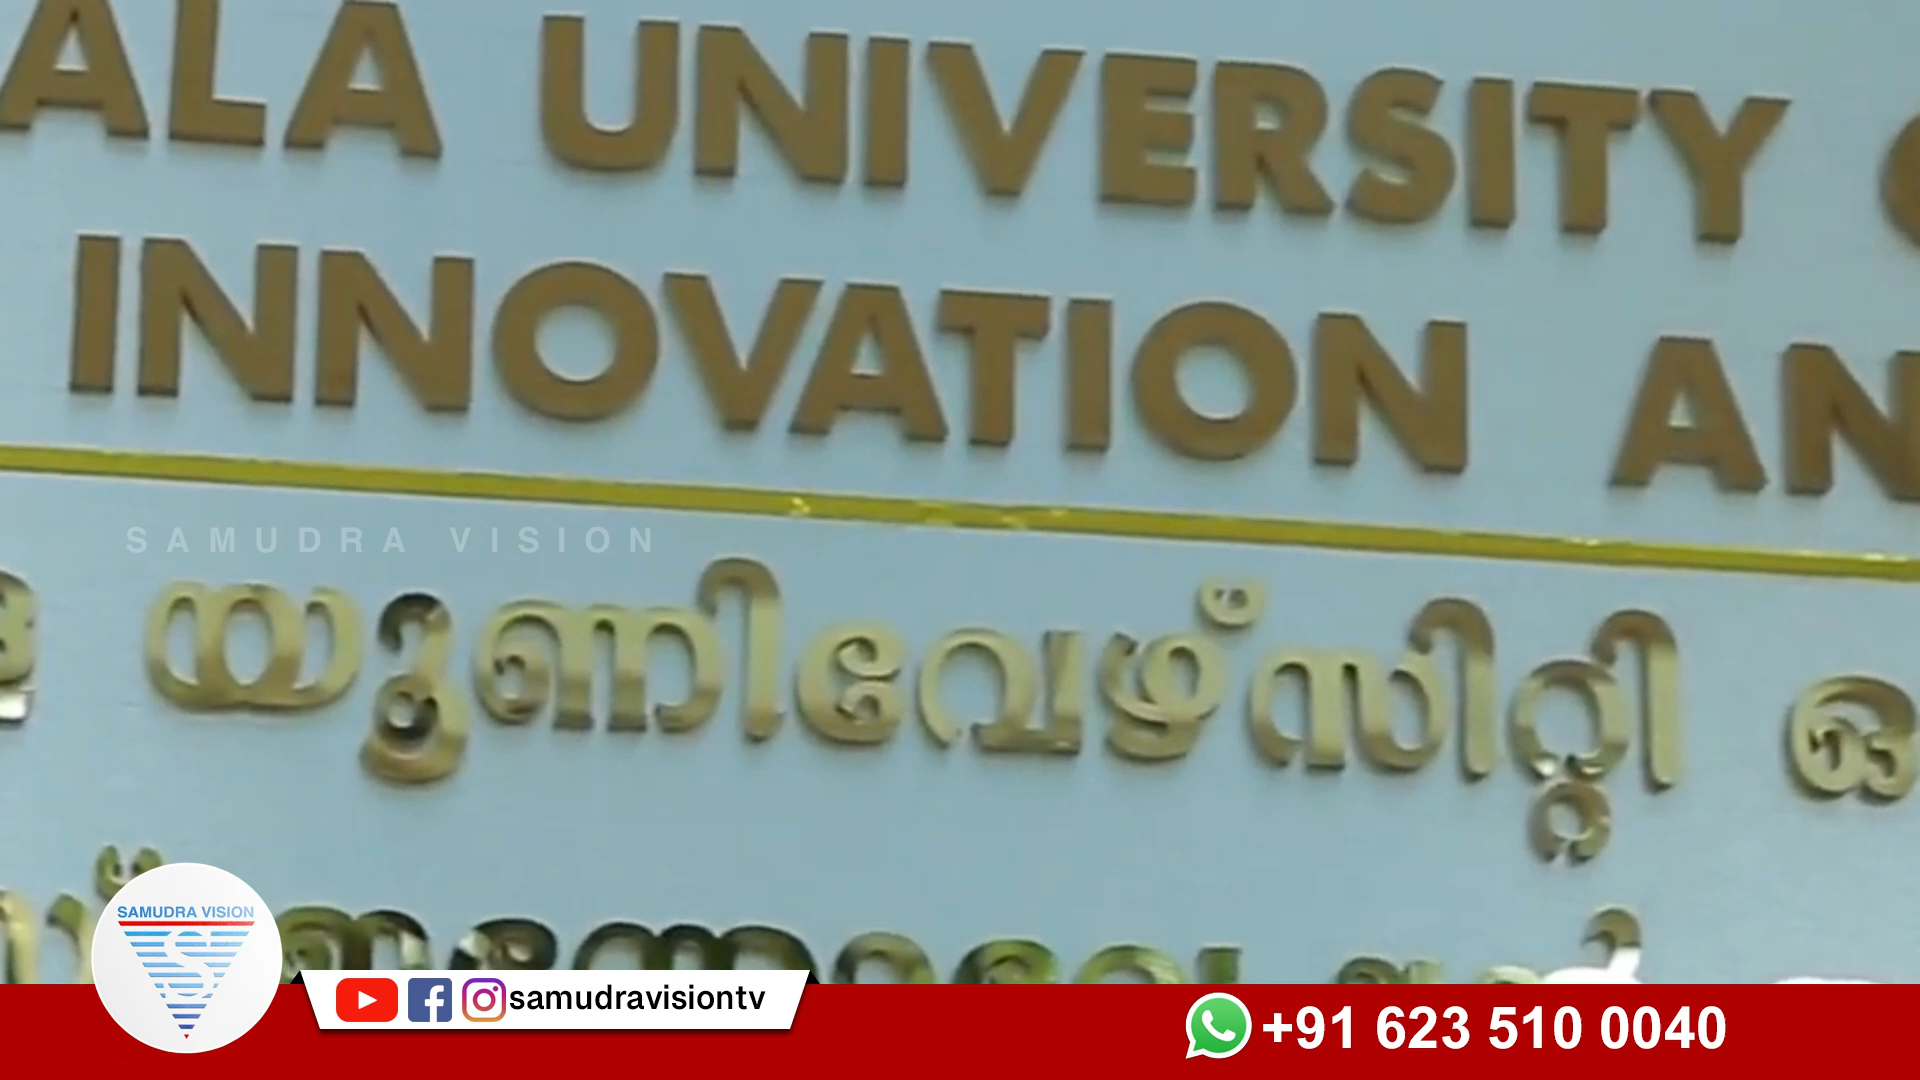 ALA UNIVERSITY
INNOVATION AN
SAMUDRA VISION
യൂണിവേഴ്സിറ്റി ഒ
SAMUDRA VISION
samudravisiontv
+91 623 510 0040